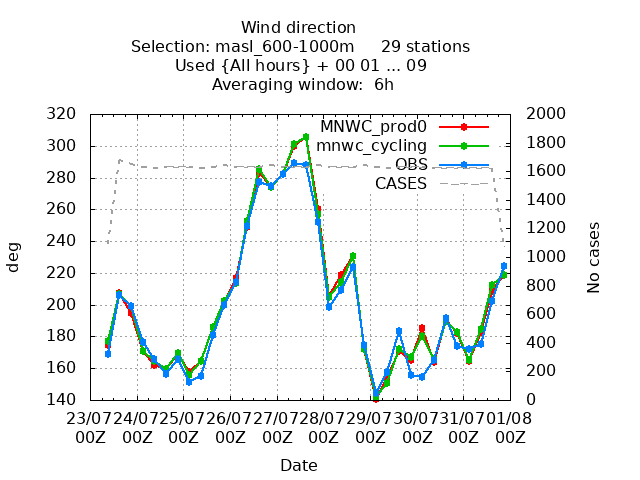 Wind direction
Selection: masl_600-1000m 29 stations
Used {All hours} + 00 01 ... 09
Averaging window: 6h
320 2000
MNWC_prod0
300 1800
mnwc_cycling
OBS
280 1600
CASES
260 1400
240 1200
220 1000
200 800
180 600
160 400
140 200
0
deg
No cases
23/07 24/07 25/07 26/07 27/07 28/07 29/07 30/07 31/07 01/08
00Z 00Z 00Z 00Z 00Z 00Z 00Z 00Z 00Z 00Z
Date